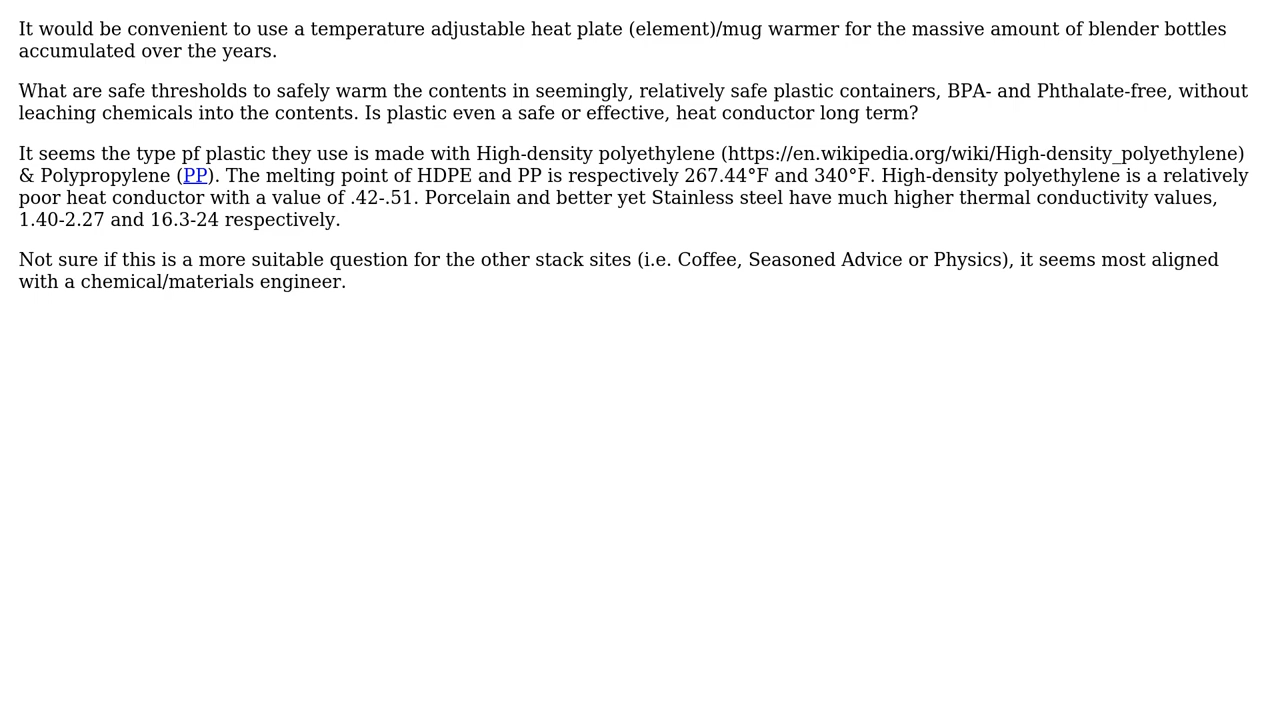 It would be convenient to use a temperature adjustable heat plate (element)/mug warmer for the massive amount of blender bottles
accumulated over the years.
What are safe thresholds to safely warm the contents in seemingly, relatively safe plastic containers, BPA- and Phthalate-free, without
leaching chemicals into the contents. Is plastic even a safe or effective, heat conductor long term?
It seems the type pf plastic they use is made with High-density polyethylene (https://en.wikipedia.org/wiki/High-density_polyethylene)
& Polypropylene (PP). The melting point of HDPE and PP is respectively 267.44°F and 340°F. High-density polyethylene is a relatively
poor heat conductor with a value of .42-.51. Porcelain and better yet Stainless steel have much higher thermal conductivity values,
1.40-2.27 and 16.3-24 respectively.
Not sure if this is a more suitable question for the other stack sites (i.e. Coffee, Seasoned Advice or Physics), it seems most aligned
with a chemical/materials engineer.